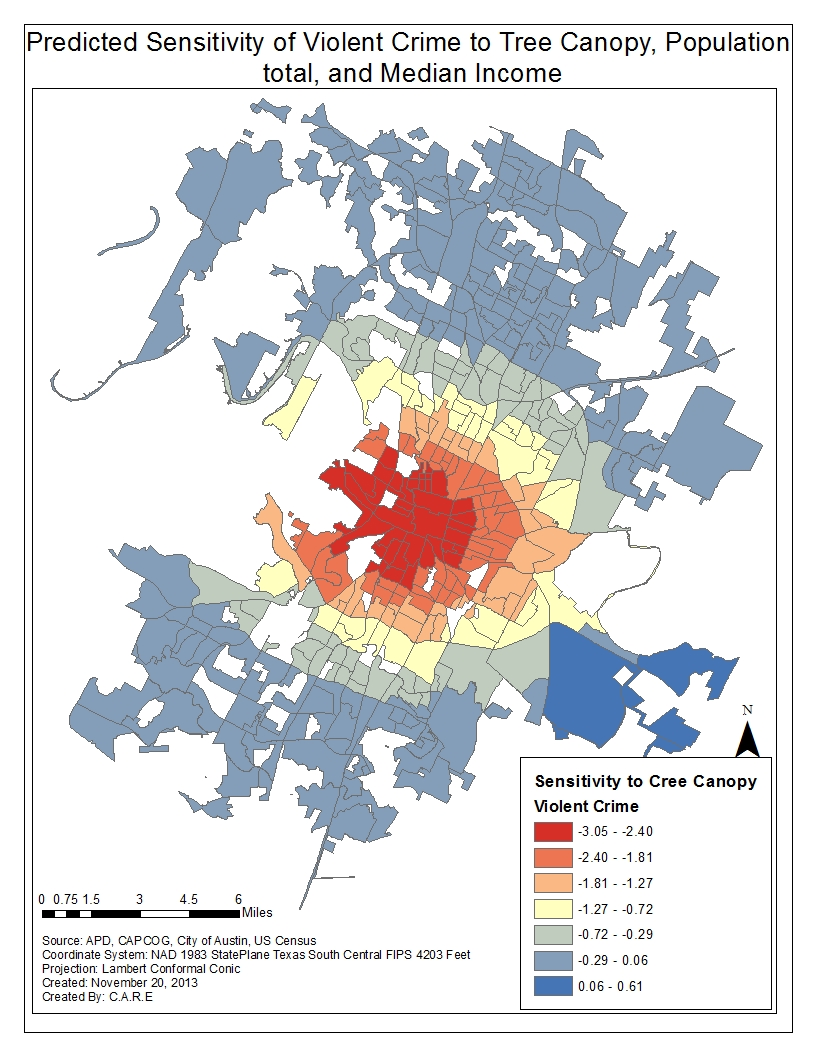 Predicted Sensitivity of Violent Crime to Tree Canopy, Population
total, and Median Income
N
Sensitivity to Cree Canopy
Violent Crime
-3.05 - -2.40
-2.40 - -1.81
-1.81 - -1.27
-1.27 - -0.72
-0.72 - -0.29
-0.29 - 0.06
0.06 - 0.61
0 0.75 1.5 3 4.5 6
Miles
Source: APD, CAPCOG, City of Austin, US Census
Coordinate System: NAD 1983 StatePlane Texas South Central FIPS 4203 Feet
Projection: Lambert Conformal Conic
Created: November 20, 2013
Created By: C.A.R.E